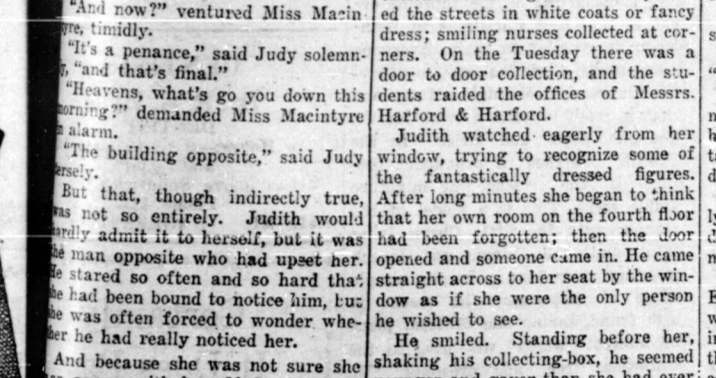 "And now?" ventured Miss Macin
yre, timidly.
"It's a penance," said Judy solemn-
y, "and that's final."
"Heavens, what's go you down this
orning?" demanded Miss Macintyre
n alarm.
"The building opposite," said Judy
ersely.
But that, though indirectly true,
was not so entirely. Judith would
ardly admit it to herself, but it was
he man opposite who had upset her.
He stared so often and so hard that
he had been bound to notice him, but
he was often forced to wonder whe-
her he had really noticed her.
And because she was not sure she
ed the streets in white coats or fancy
dress; smiling nurses collected at cor-
ners. On the Tuesday there was a
door to door collection, and the stu-
dents raided the offices of Messrs.
Harford & Harford.
Judith watched eagerly from her
window, trying to recognize some of
the fantastically dressed figures.
After long minutes she began to think
that her own room on the fourth floor
had been forgotten; then the door
opened and someone came in. He came
straight across to her seat by the win-
dow as if she were the only person
he wished to see.
He smiled. Standing before her,
shaking his collecting-box, he seemed